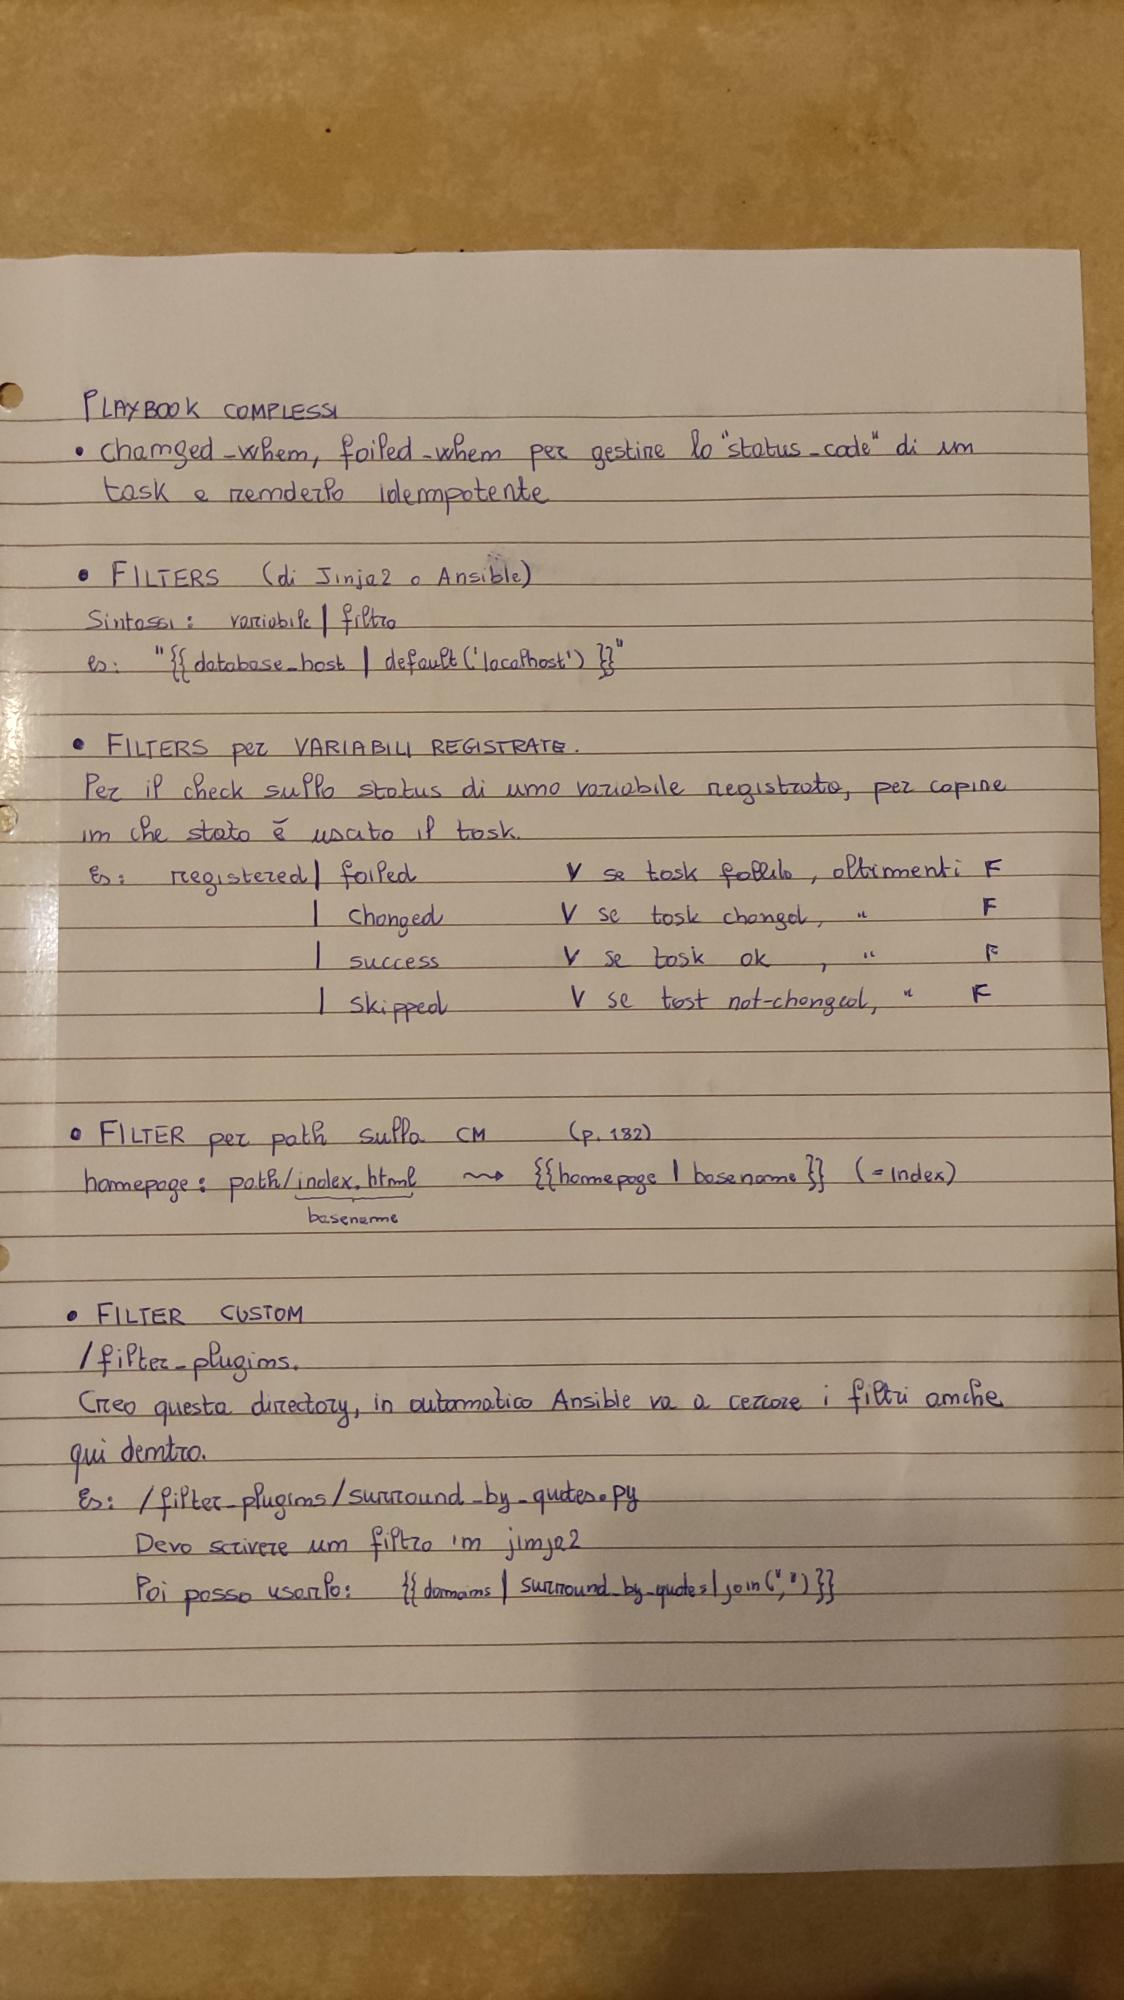 PLAYBOOK COMPLESSI
• changed_when, failed_when per gestire lo "status_code" di un
task e renderlo idempotente
• FILTERS (di Jinja2 o Ansible)
Sintassi: variabile | filtro
es: "{{ database_host | default('localhost') }}"
• FILTERS per VARIABILI REGISTRATE.
Per il check sullo status di una variabile registrata, per capire
in che stato è uscito il task.
Es: registered | failed V se task fallito, altrimenti F
| changed V se task changed, " F
| success V se task ok , " F
| skipped V se tast not-changed, " F
• FILTER per path sulla CM (p. 182)
homepage: path/index.html ⇝ {{homepage | basename}} (= index)
basename
• FILTER CUSTOM
/filter_plugins.
Creo questa directory, in automatico Ansible va a cercare i filtri anche
qui dentro.
Es: /filter_plugins/surround_by_quotes.py
Devo scrivere un filtro in jinja2
Poi posso usarlo: {{domains | surround_by_quotes | join(",")}}